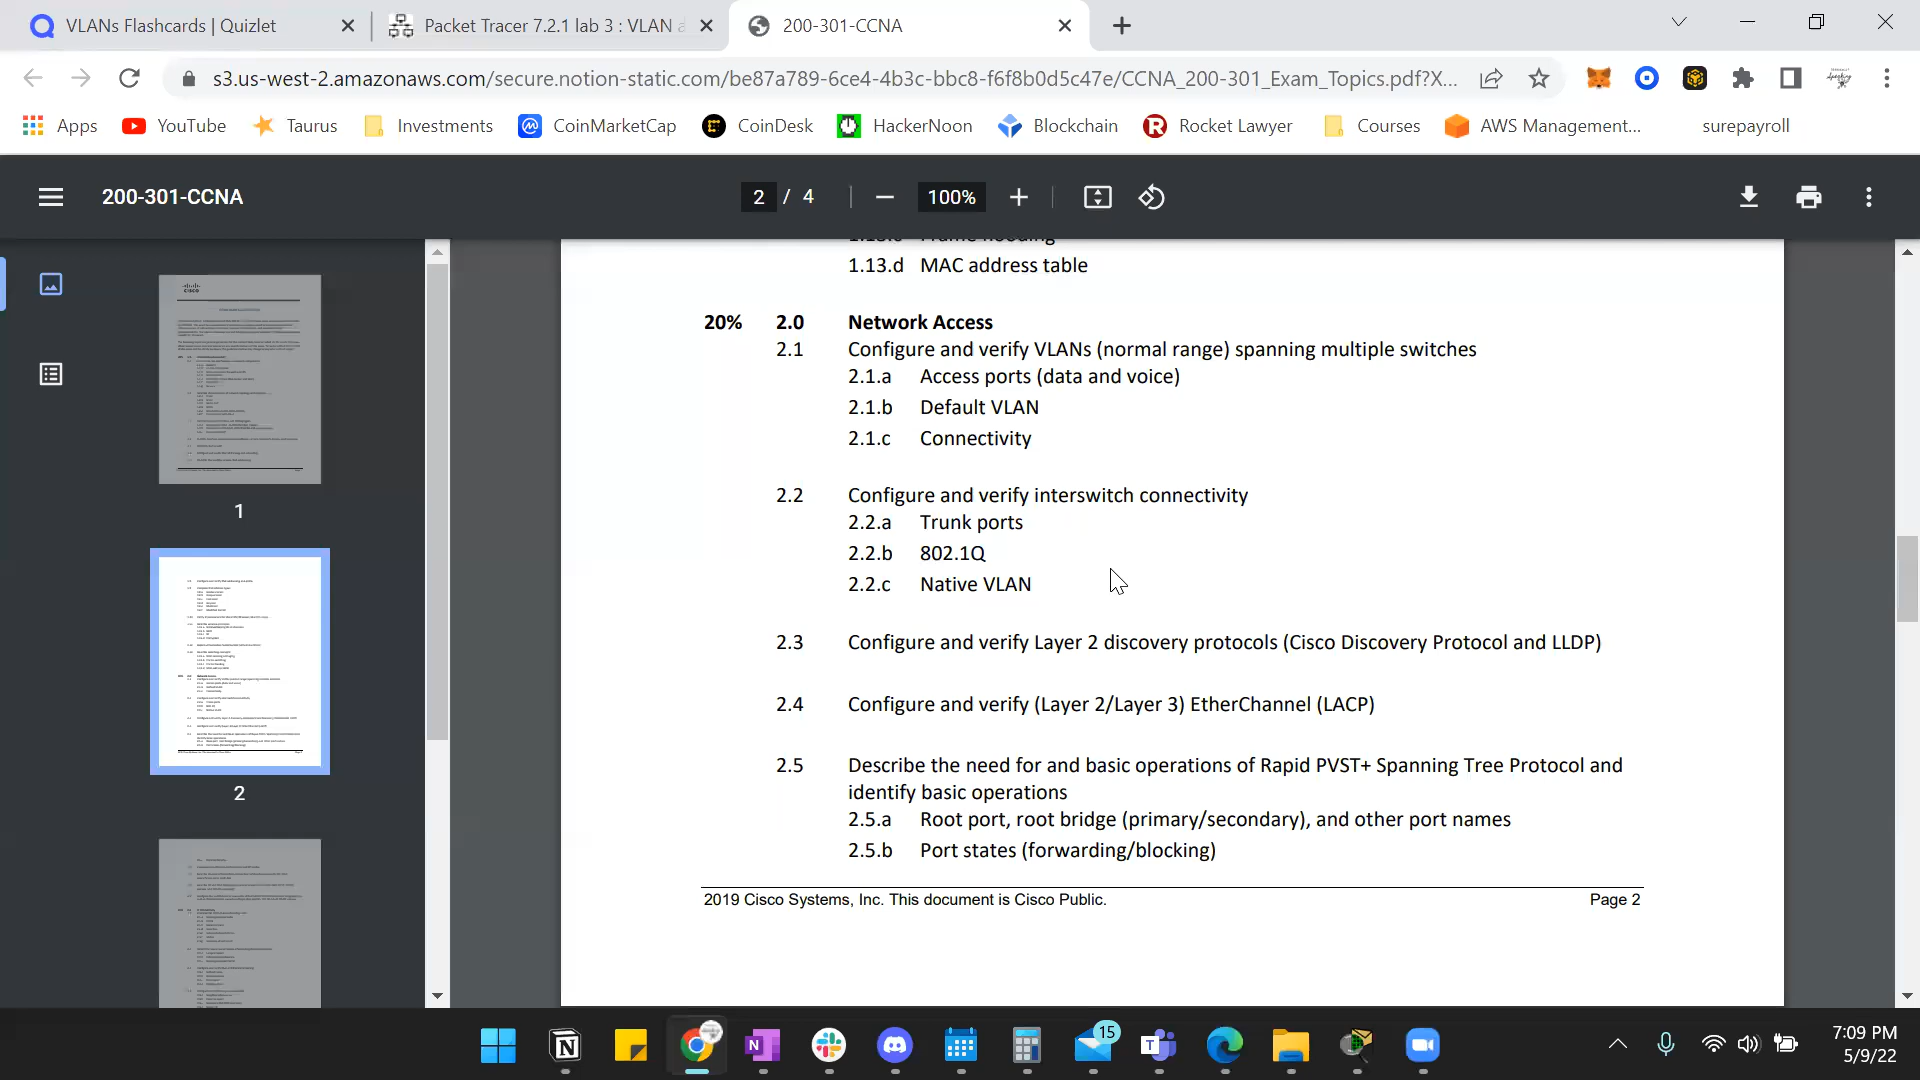 VLANs Flashcards | Quizlet
Packet Tracer 7.2.1 lab 3 : VLAN a
200-301-CCNA
s3.us-west-2.amazonaws.com/secure.notion-static.com/be87a789-6ce4-4b3c-bbc8-f6f8b0d5c47e/CCNA_200-301_Exam_Topics.pdf?X...
Apps
YouTube
Taurus
Investments
CoinMarketCap
CoinDesk
HackerNoon
Blockchain
Rocket Lawyer
Courses
AWS Management...
surepayroll
200-301-CCNA
2 / 4
100%
1.13.d MAC address table
20% 2.0 Network Access
2.1 Configure and verify VLANs (normal range) spanning multiple switches
2.1.a Access ports (data and voice)
2.1.b Default VLAN
2.1.c Connectivity
2.2 Configure and verify interswitch connectivity
2.2.a Trunk ports
2.2.b 802.1Q
2.2.c Native VLAN
2.3 Configure and verify Layer 2 discovery protocols (Cisco Discovery Protocol and LLDP)
2.4 Configure and verify (Layer 2/Layer 3) EtherChannel (LACP)
2.5 Describe the need for and basic operations of Rapid PVST+ Spanning Tree Protocol and
identify basic operations
2.5.a Root port, root bridge (primary/secondary), and other port names
2.5.b Port states (forwarding/blocking)
2019 Cisco Systems, Inc. This document is Cisco Public. Page 2
1
2
15
7:09 PM
5/9/22